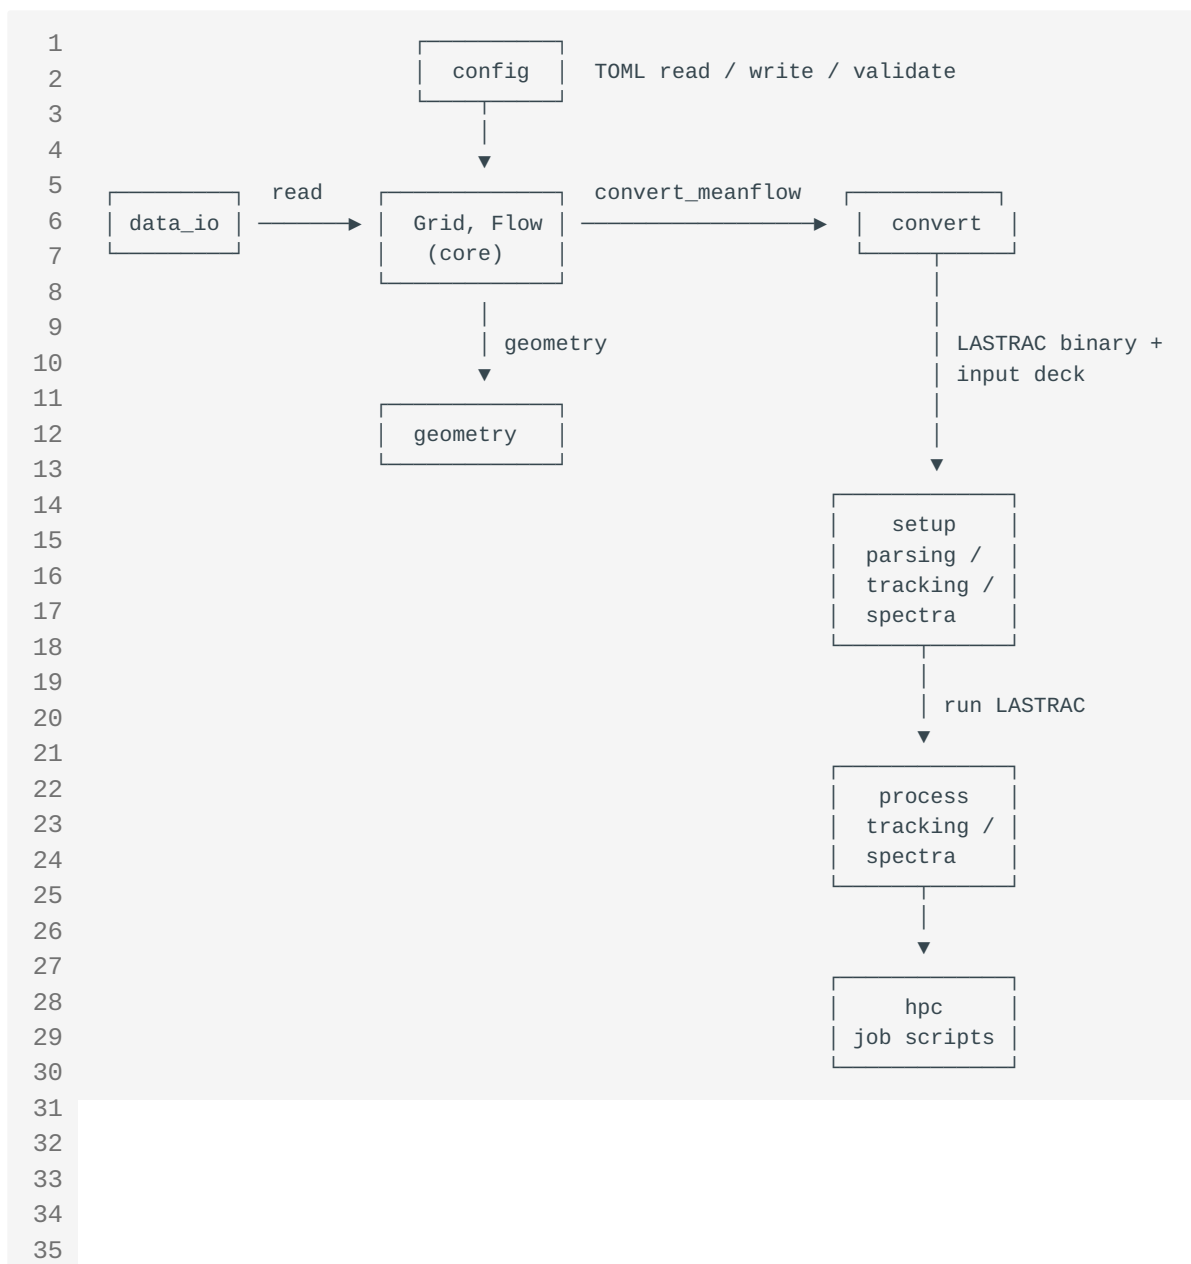 1
2 config TOML read / write / validate
3
4
5 read convert_meanflow
6 data_io Grid, Flow convert
7 (core)
8
9
10 geometry LASTRAC binary +
11 input deck
12 geometry
13
14
15 setup
16 parsing /
17 tracking /
18 spectra
19
20 run LASTRAC
21
22 process
23 tracking /
24 spectra
25
26
27
28 hpc
29 job scripts
30
31
32
33
34
35